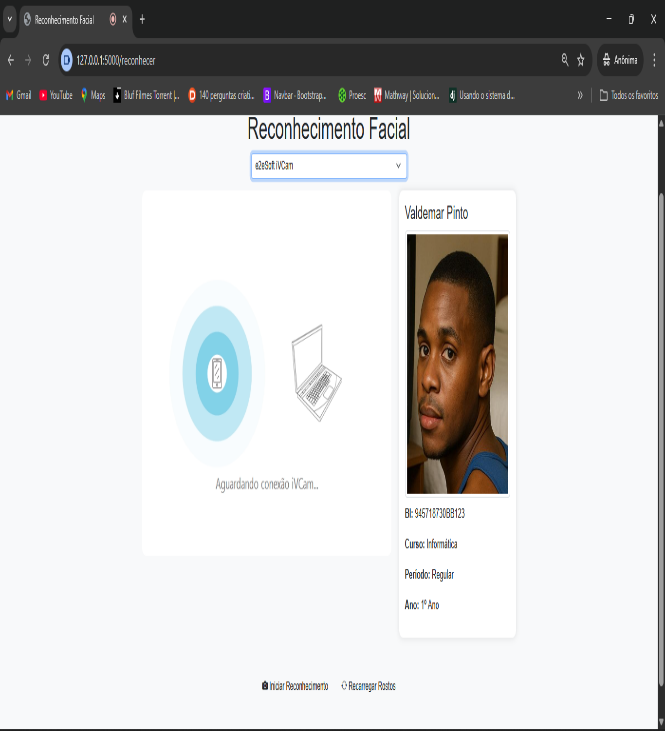 Reconhecimento Facial
127.0.0.1:5000/reconhecer
Anônima
Gmail
YouTube
Maps
Bluf Filmes Torrent |...
140 perguntas criati...
Navbar · Bootstrap...
Proesc
Mathway | Solucion...
Usando o sistema d...
Todos os favoritos
Reconhecimento Facial
e2eSoft iVCam
Aguardando conexão iVCam...
Valdemar Pinto
BI: 945718730BB123
Curso: Informática
Período: Regular
Ano: 1º Ano
Iniciar Reconhecimento
Recarregar Rostos